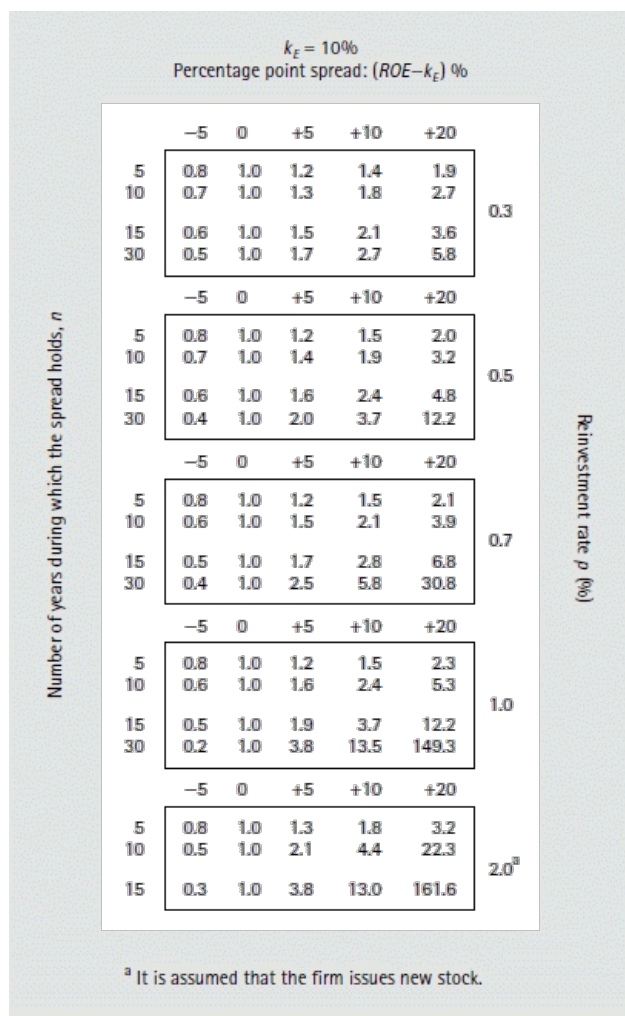 kE = 10%
Percentage point spread: (ROE–kE) %
Number of years during which the spread holds, n
−5 0 +5 +10 +20
5 0.8 1.0 1.2 1.4 1.9
10 0.7 1.0 1.3 1.8 2.7
0.3
15 0.6 1.0 1.5 2.1 3.6
30 0.5 1.0 1.7 2.7 5.8
−5 0 +5 +10 +20
5 0.8 1.0 1.2 1.5 2.0
10 0.7 1.0 1.4 1.9 3.2
0.5
15 0.6 1.0 1.6 2.4 4.8
30 0.4 1.0 2.0 3.7 12.2
−5 0 +5 +10 +20
5 0.8 1.0 1.2 1.5 2.1
10 0.6 1.0 1.5 2.1 3.9
0.7
15 0.5 1.0 1.7 2.8 6.8
30 0.4 1.0 2.5 5.8 30.8
−5 0 +5 +10 +20
5 0.8 1.0 1.2 1.5 2.3
10 0.6 1.0 1.6 2.4 5.3
1.0
15 0.5 1.0 1.9 3.7 12.2
30 0.2 1.0 3.8 13.5 149.3
−5 0 +5 +10 +20
5 0.8 1.0 1.3 1.8 3.2
10 0.5 1.0 2.1 4.4 22.3
2.0a
15 0.3 1.0 3.8 13.0 161.6
Reinvestment rate p (%)
a It is assumed that the firm issues new stock.